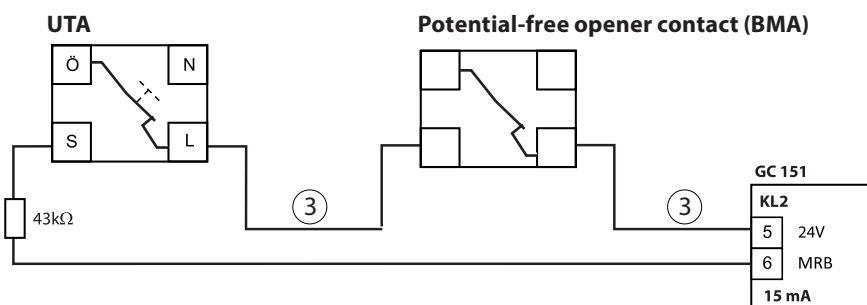 UTA
Potential-free opener contact (BMA)
Ö N
S L
43kΩ
3
3
GC 151
KL2
5 24V
6 MRB
15 mA